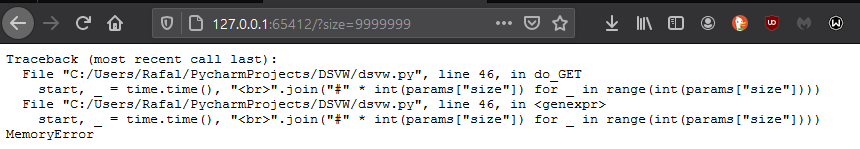 127.0.0.1:65412/?size=9999999
Traceback (most recent call last):
  File "C:/Users/Rafal/PycharmProjects/DSVW/dsvw.py", line 46, in do_GET
    start, _ = time.time(), "<br>".join("#" * int(params["size"]) for _ in range(int(params["size"])))
  File "C:/Users/Rafal/PycharmProjects/DSVW/dsvw.py", line 46, in <genexpr>
    start, _ = time.time(), "<br>".join("#" * int(params["size"]) for _ in range(int(params["size"])))
MemoryError